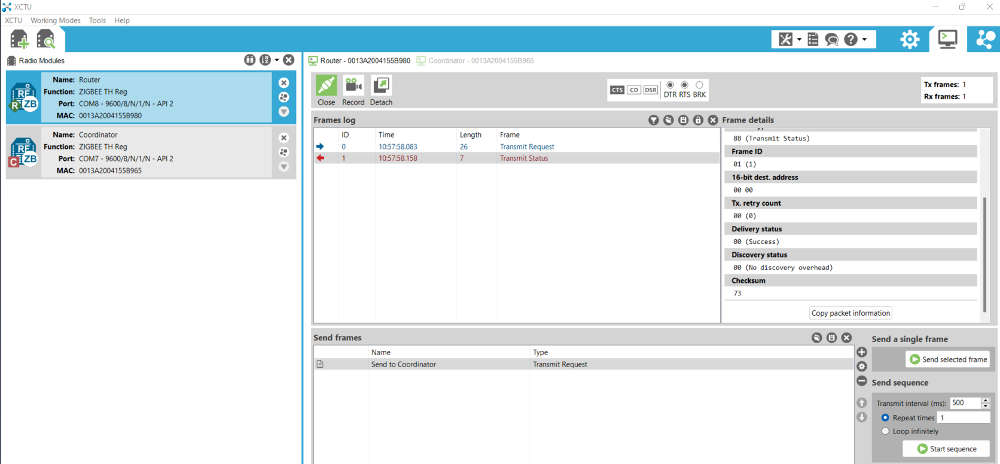 XCTU
XCTU Working Modes Tools Help
Radio Modules
Name: Router
Function: ZIGBEE TH Reg
Port: COM8 - 9600/8/N/1/N - API 2
MAC: 0013A2004155B980
RF
R ZB
Name: Coordinator
Function: ZIGBEE TH Reg
Port: COM7 - 9600/8/N/1/N - API 2
MAC: 0013A2004155B965
RF
C ZB
Router - 0013A2004155B980 Coordinator - 0013A2004155B965
Close Record Detach
CTS CD DSR DTR RTS BRK
Tx frames: 1
Rx frames: 1
Frames log
ID Time Length Frame
0 10:57:58.083 26 Transmit Request
1 10:57:58.158 7 Transmit Status
Frame details
8B (Transmit Status)
Frame ID
01 (1)
16-bit dest. address
00 00
Tx. retry count
00 (0)
Delivery status
00 (Success)
Discovery status
00 (No discovery overhead)
Checksum
73
Copy packet information
Send frames
Name Type
Send to Coordinator Transmit Request
Send a single frame
Send selected frame
Send sequence
Transmit interval (ms): 500
Repeat times 1
Loop infinitely
Start sequence